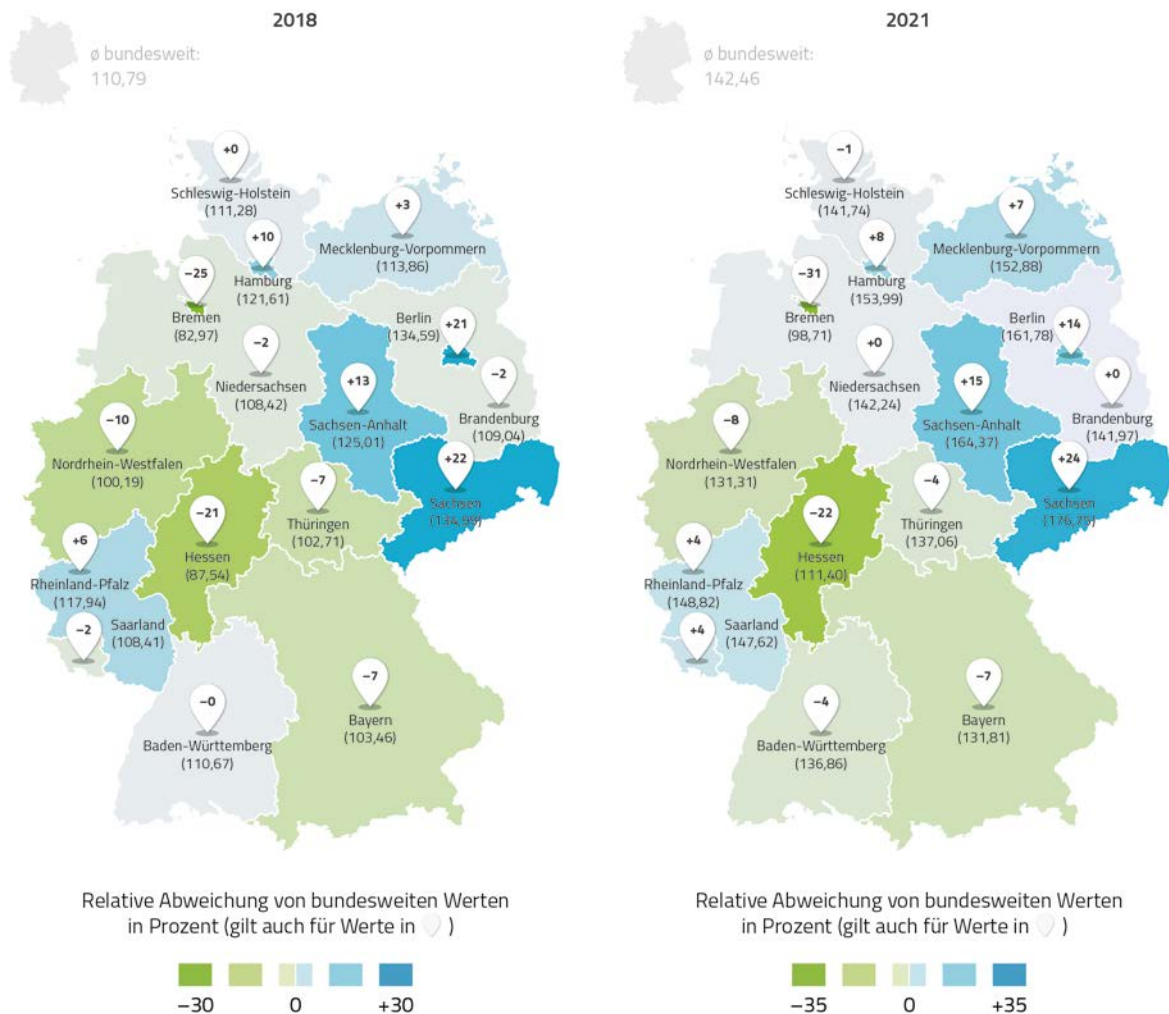 2018
ø bundesweit:
110,79
+0
Schleswig-Holstein
(111,28)
+3
Mecklenburg-Vorpommern
(113,86)
+10
Hamburg
(121,61)
−25
Bremen
(82,97)
Berlin
(134,59)
+21
−2
Niedersachsen
(108,42)
−2
Brandenburg
(109,04)
+13
Sachsen-Anhalt
(125,01)
−10
Nordrhein-Westfalen
(100,19)
+22
Sachsen
(134,99)
−7
Thüringen
(102,71)
−21
Hessen
(87,54)
+6
Rheinland-Pfalz
(117,94)
−2
Saarland
(108,41)
−7
Bayern
(103,46)
−0
Baden-Württemberg
(110,67)
Relative Abweichung von bundesweiten Werten
in Prozent (gilt auch für Werte in )
−30 0 +30
2021
ø bundesweit:
142,46
−1
Schleswig-Holstein
(141,74)
+7
Mecklenburg-Vorpommern
(152,88)
+8
Hamburg
(153,99)
−31
Bremen
(98,71)
Berlin
(161,78)
+14
+0
Niedersachsen
(142,24)
+0
Brandenburg
(141,97)
+15
Sachsen-Anhalt
(164,37)
−8
Nordrhein-Westfalen
(131,31)
+24
Sachsen
(176,75)
−4
Thüringen
(137,06)
−22
Hessen
(111,40)
+4
Rheinland-Pfalz
(148,82)
+4
Saarland
(147,62)
−7
Bayern
(131,81)
−4
Baden-Württemberg
(136,86)
Relative Abweichung von bundesweiten Werten
in Prozent (gilt auch für Werte in )
−35 0 +35